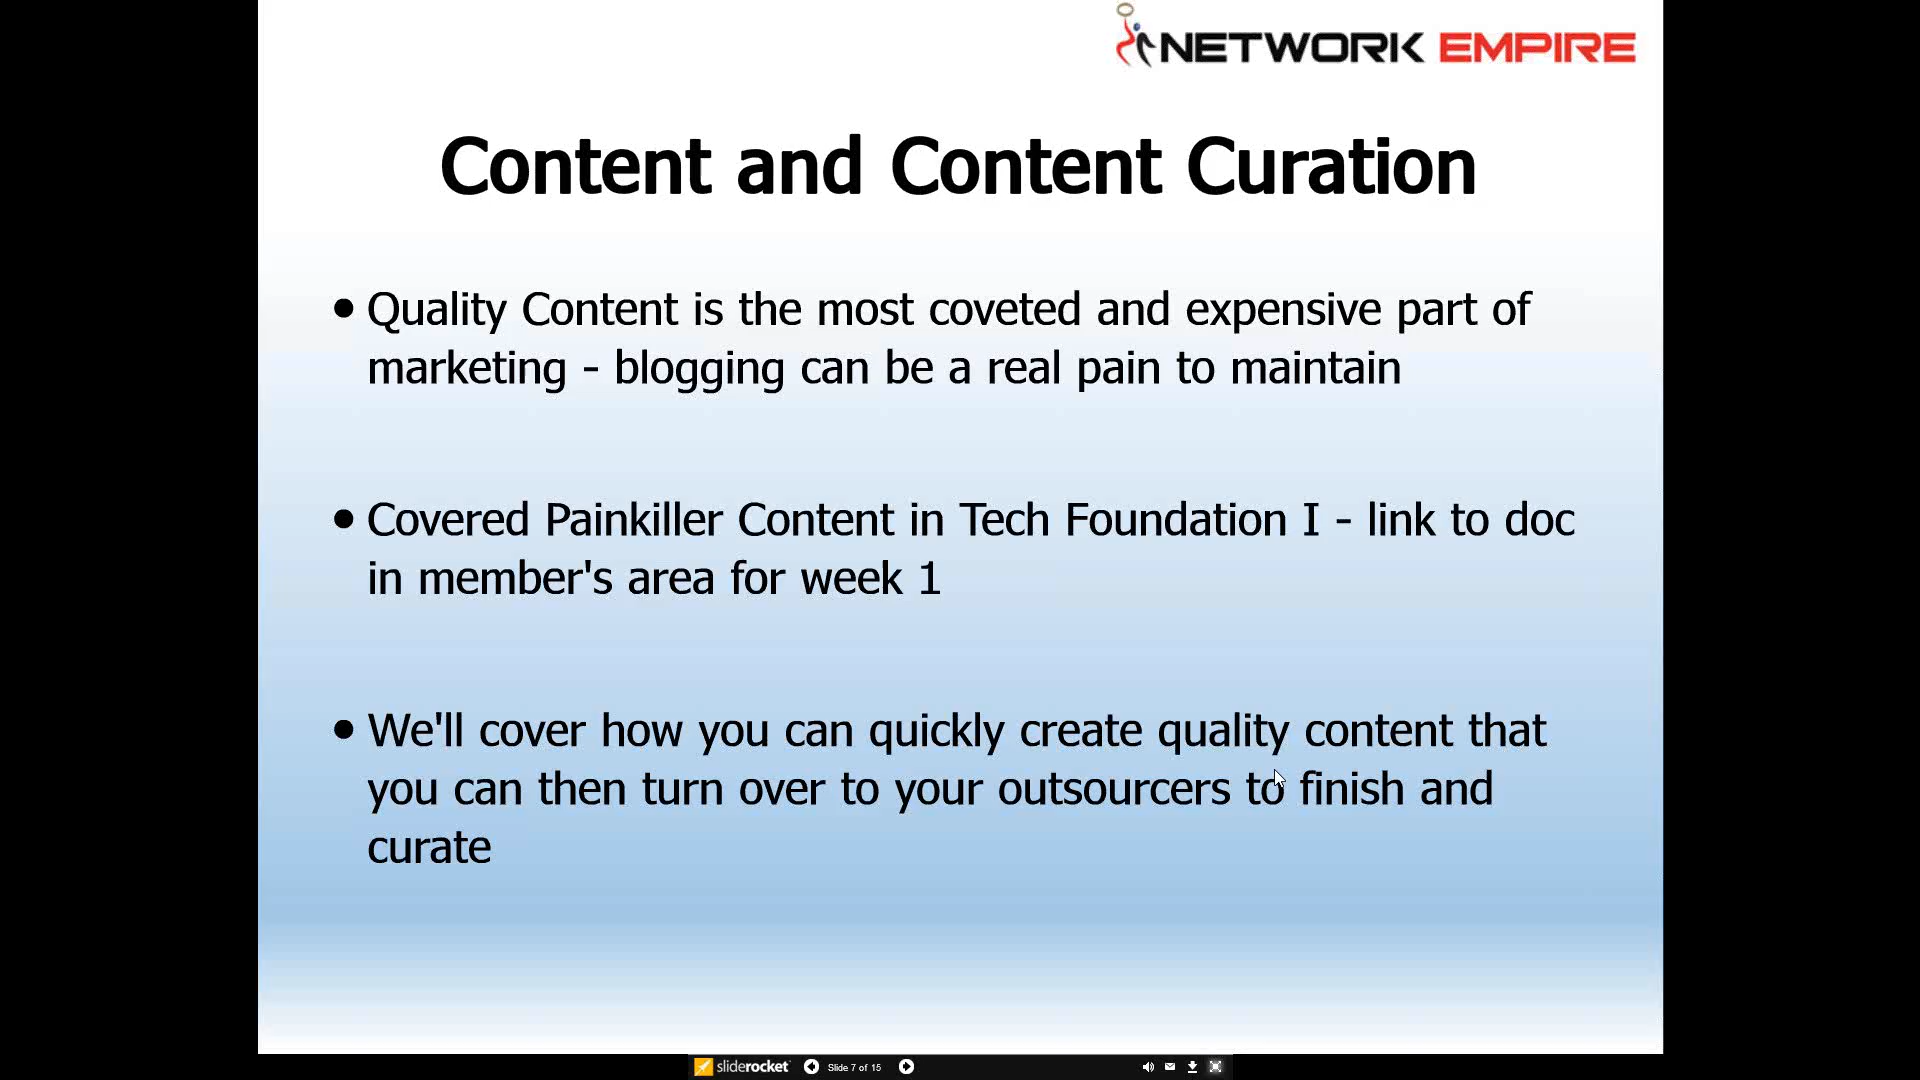 NETWORK EMPIRE
Content and Content Curation
• Quality Content is the most coveted and expensive part of
marketing - blogging can be a real pain to maintain
• Covered Painkiller Content in Tech Foundation I - link to doc
in member's area for week 1
• We'll cover how you can quickly create quality content that
you can then turn over to your outsourcers to finish and
curate
sliderocket Slide 7 of 15